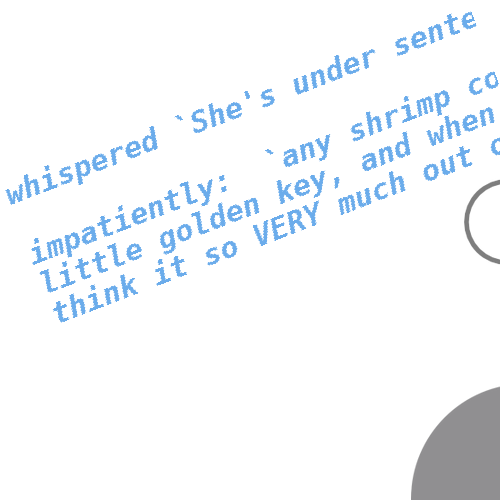 whispered `She's under sente

impatiently:  `any shrimp co
little golden key, and when
think it so VERY much out